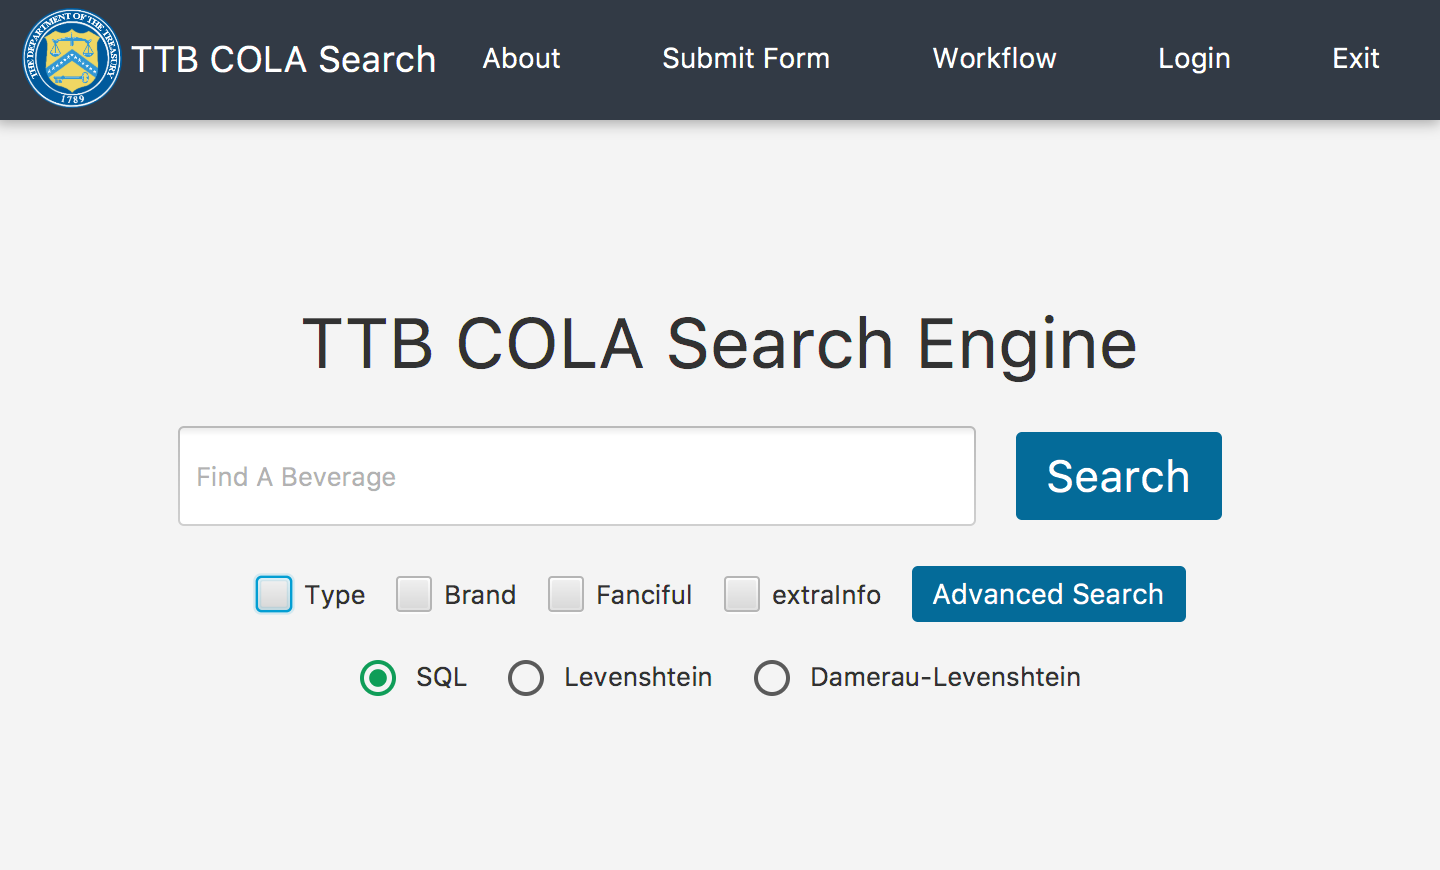 THE DEPARTMENT OF THE TREASURY
1789
TTB COLA Search About Submit Form Workflow Login Exit
TTB COLA Search Engine
Find A Beverage Search
Type Brand Fanciful extraInfo Advanced Search
SQL Levenshtein Damerau-Levenshtein